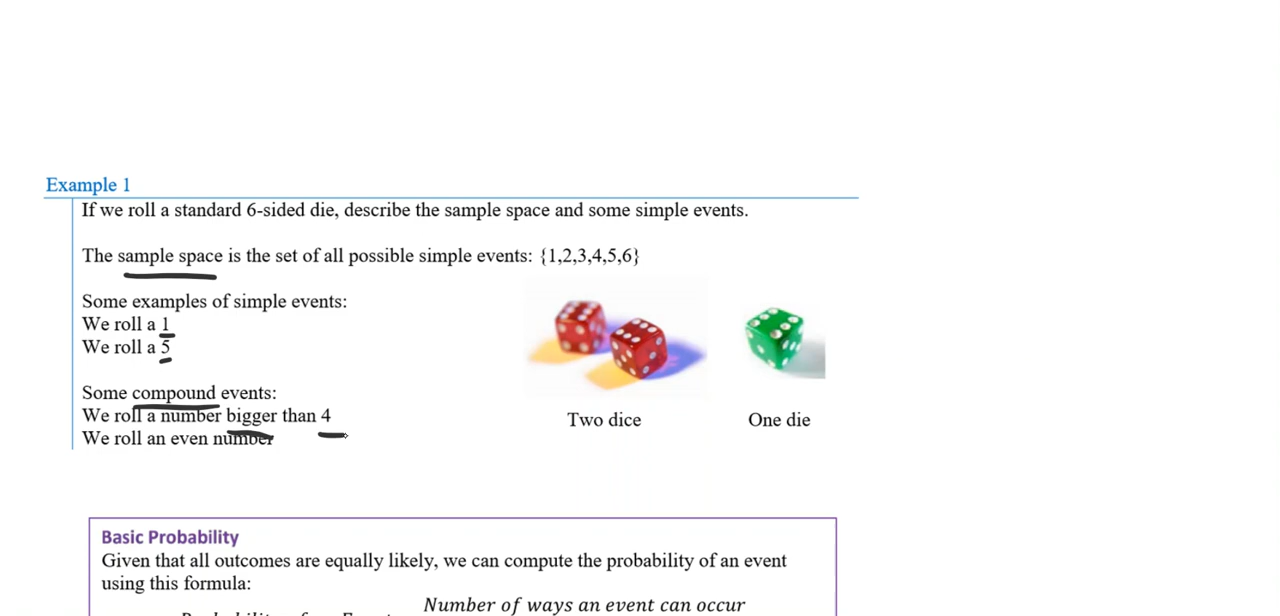 Example 1
If we roll a standard 6-sided die, describe the sample space and some simple events.
The sample space is the set of all possible simple events: {1,2,3,4,5,6}
Some examples of simple events:
We roll a 1
We roll a 5
Some compound events:
We roll a number bigger than 4
We roll an even number
Two dice
One die
Basic Probability
Given that all outcomes are equally likely, we can compute the probability of an event
using this formula:
Number of ways an event can occur